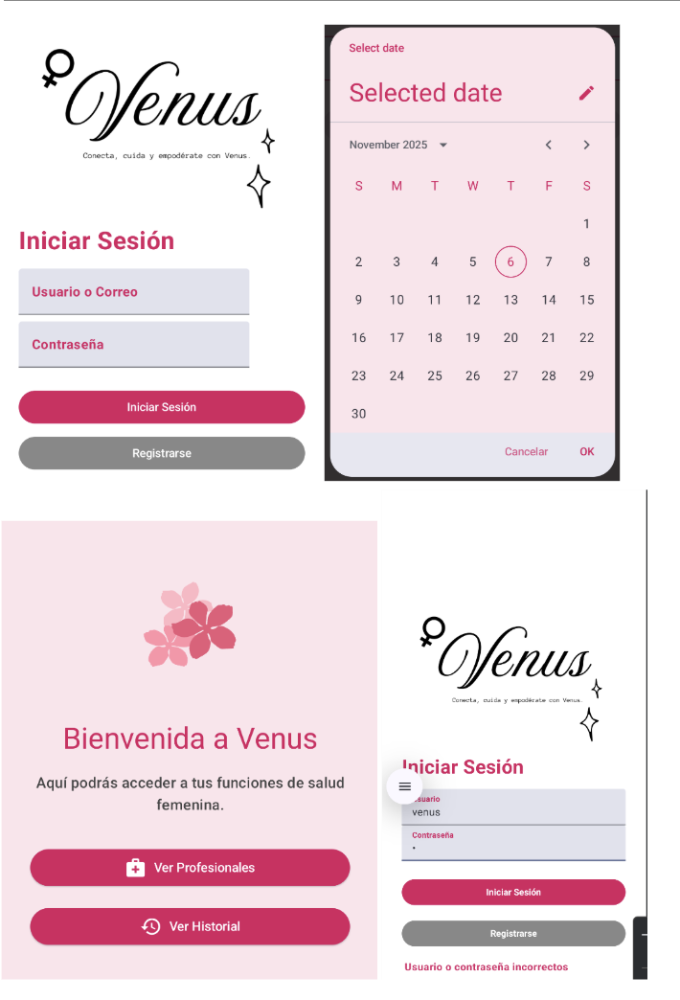 Venus
Conecta, cuida y empodérate con Venus.
Iniciar Sesión
Usuario o Correo
Contraseña
Iniciar Sesión
Registrarse
Select date
Selected date
November 2025
S M T W T F S
1
2 3 4 5 6 7 8
9 10 11 12 13 14 15
16 17 18 19 20 21 22
23 24 25 26 27 28 29
30
Cancelar OK
Bienvenida a Venus
Aquí podrás acceder a tus funciones de salud
femenina.
Ver Profesionales
Ver Historial
Venus
Conecta, cuida y empodérate con Venus.
Iniciar Sesión
Usuario
venus
Contraseña
•
Iniciar Sesión
Registrarse
Usuario o contraseña incorrectos